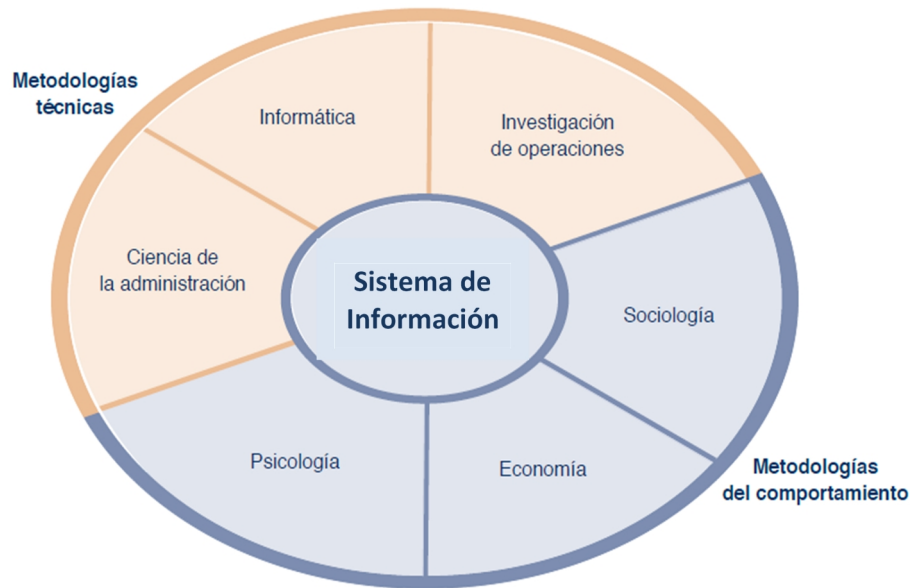 Metodologías
técnicas
Informática
Investigación
de operaciones
Ciencia de
la administración
Sistema de
Información
Sociología
Psicología
Economía
Metodologías
del comportamiento